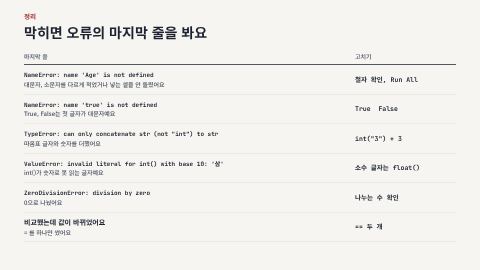 정리
막히면 오류의 마지막 줄을 봐요
마지막 줄 고치기
NameError: name 'Age' is not defined
대문자, 소문자를 다르게 적었거나 넣는 셀을 안 돌렸어요
철자 확인, Run All
NameError: name 'true' is not defined
True, False는 첫 글자가 대문자예요
True False
TypeError: can only concatenate str (not "int") to str
따옴표 글자와 숫자를 더했어요
int("3") + 3
ValueError: invalid literal for int() with base 10: '삼'
int()가 숫자로 못 읽는 글자예요
소수 글자는 float()
ZeroDivisionError: division by zero
0으로 나눴어요
나누는 수 확인
비교했는데 값이 바뀌었어요
= 를 하나만 썼어요
== 두 개